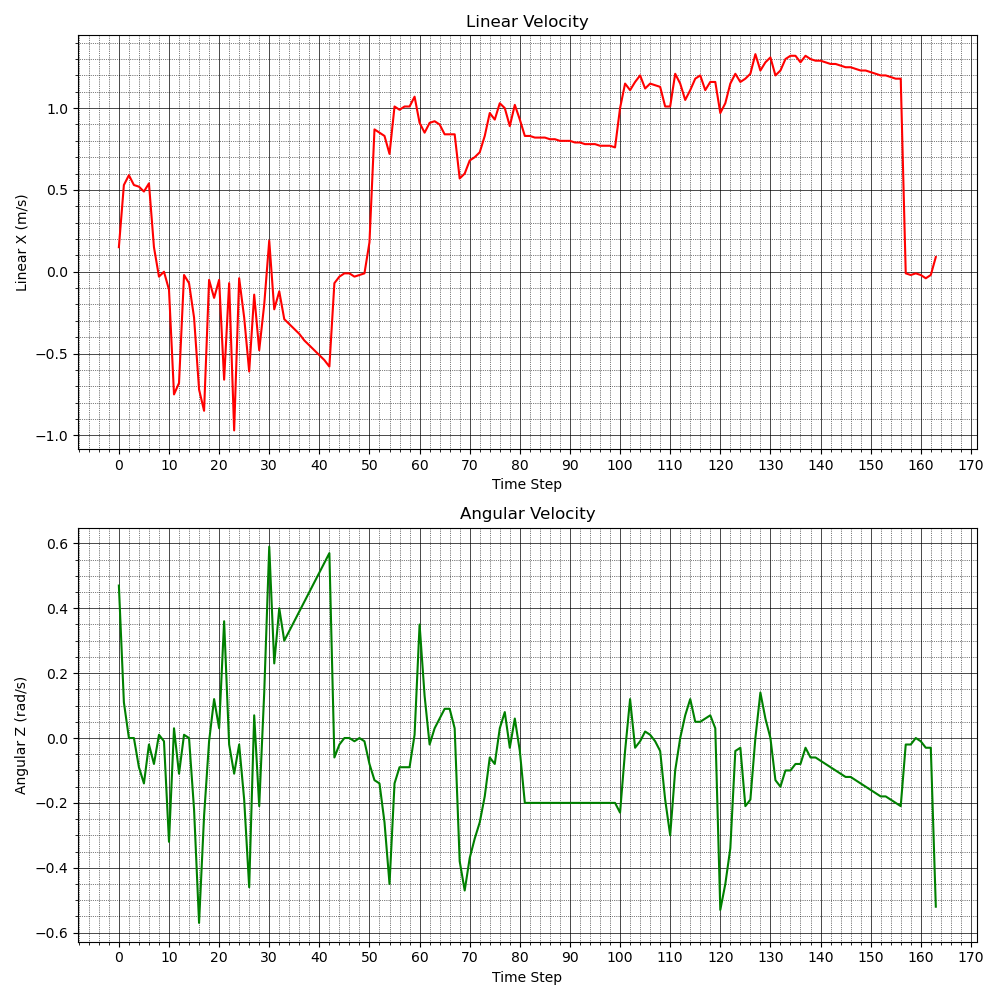 Linear Velocity
1.0
0.5
0.0
−0.5
−1.0
Linear X (m/s)
0 10 20 30 40 50 60 70 80 90 100 110 120 130 140 150 160 170
Time Step
Angular Velocity
0.6
0.4
0.2
0.0
−0.2
−0.4
−0.6
Angular Z (rad/s)
0 10 20 30 40 50 60 70 80 90 100 110 120 130 140 150 160 170
Time Step